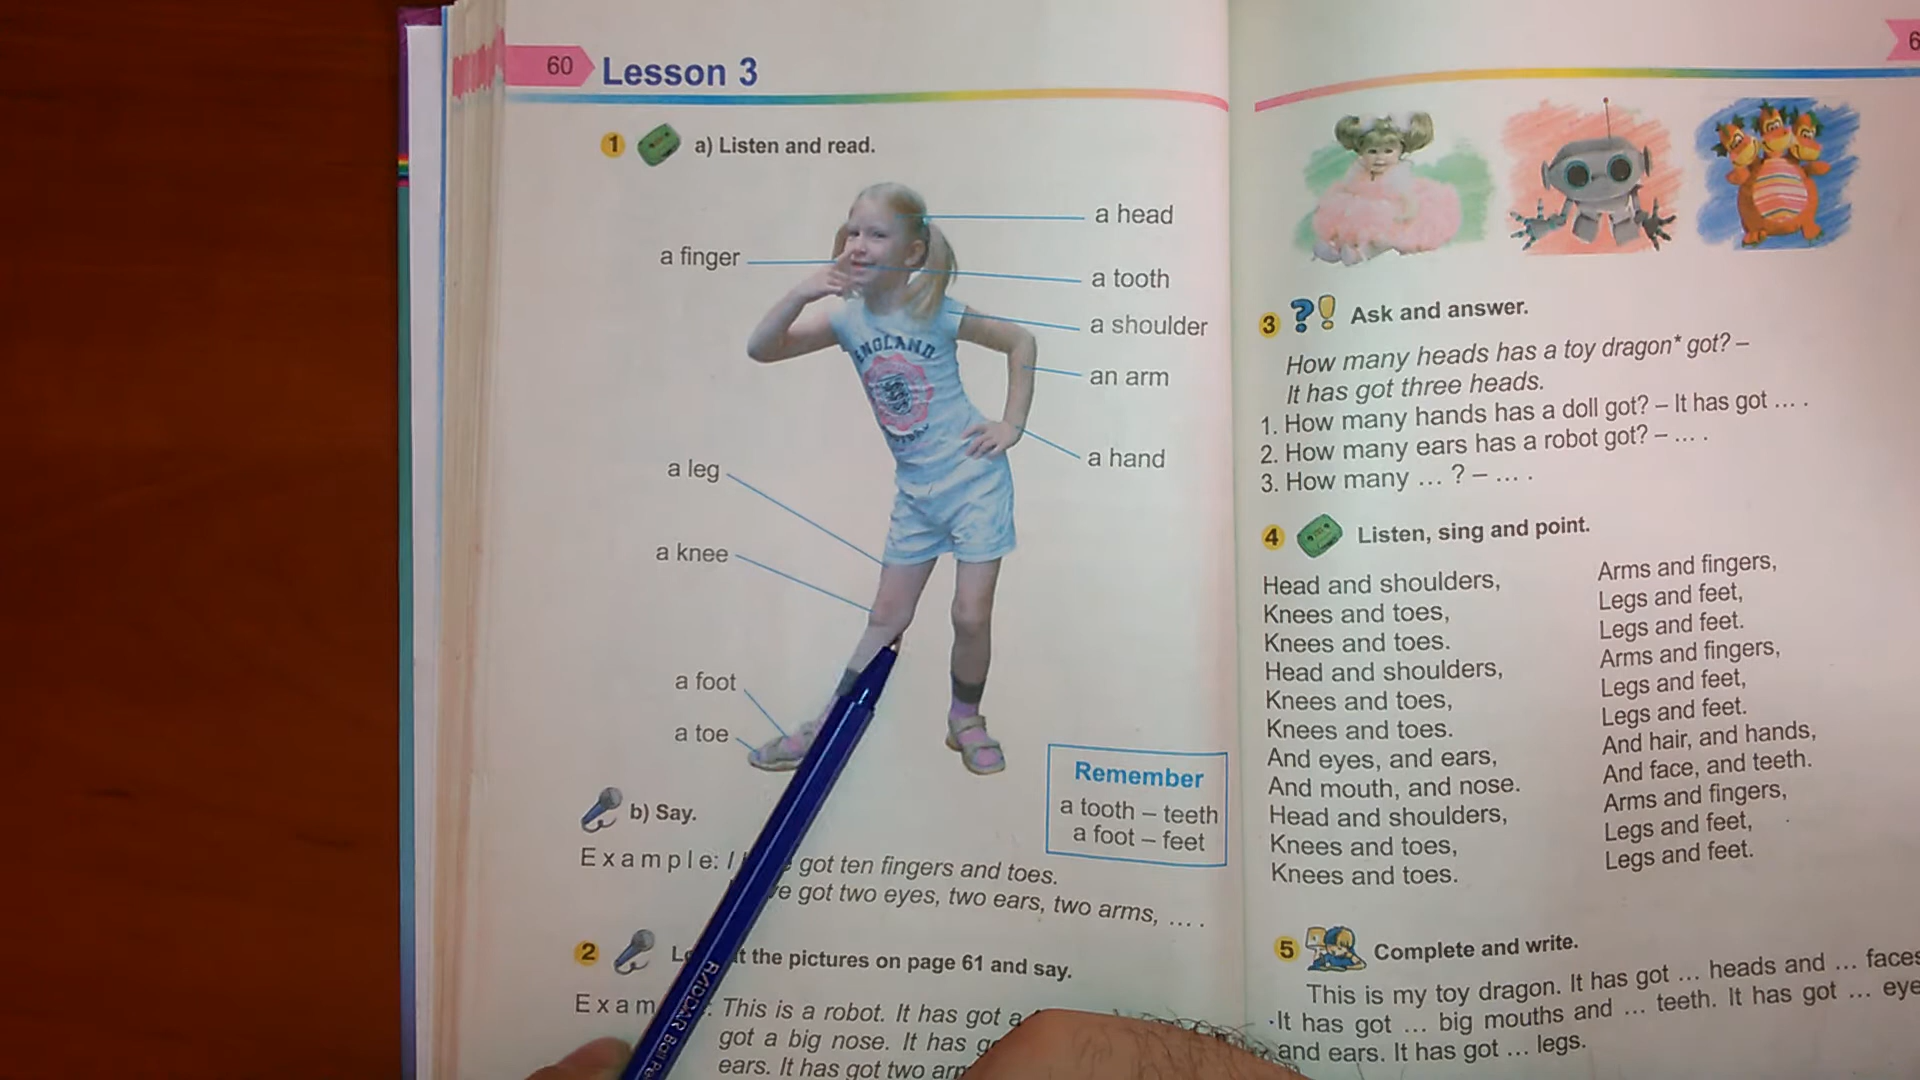 60 Lesson 3
1 a) Listen and read.
a head
a finger
a tooth
a shoulder
ENGLAND
an arm
a hand
a leg
a knee
a foot
a toe
Remember
a tooth – teeth
a foot – feet
b) Say.
Example: I got ten fingers and toes.
got two eyes, two ears, two arms, ... .
2 the pictures on page 61 and say.
This is a robot. It has got a
got a big nose. It has
ears. It has got two
RADDAR Ball
6
3 ?! Ask and answer.
How many heads has a toy dragon* got? –
It has got three heads.
1. How many hands has a doll got? – It has got ... .
2. How many ears has a robot got? – ... .
3. How many ... ? – ... .
4 Listen, sing and point.
Head and shoulders,
Knees and toes,
Knees and toes.
Head and shoulders,
Knees and toes,
Knees and toes.
And eyes, and ears,
And mouth, and nose.
Head and shoulders,
Knees and toes,
Knees and toes.
Arms and fingers,
Legs and feet,
Legs and feet.
Arms and fingers,
Legs and feet,
Legs and feet.
And hair, and hands,
And face, and teeth.
Arms and fingers,
Legs and feet,
Legs and feet.
5 Complete and write.
This is my toy dragon. It has got ... heads and ... faces
It has got ... big mouths and ... teeth. It has got ... eye
and ears. It has got ... legs.